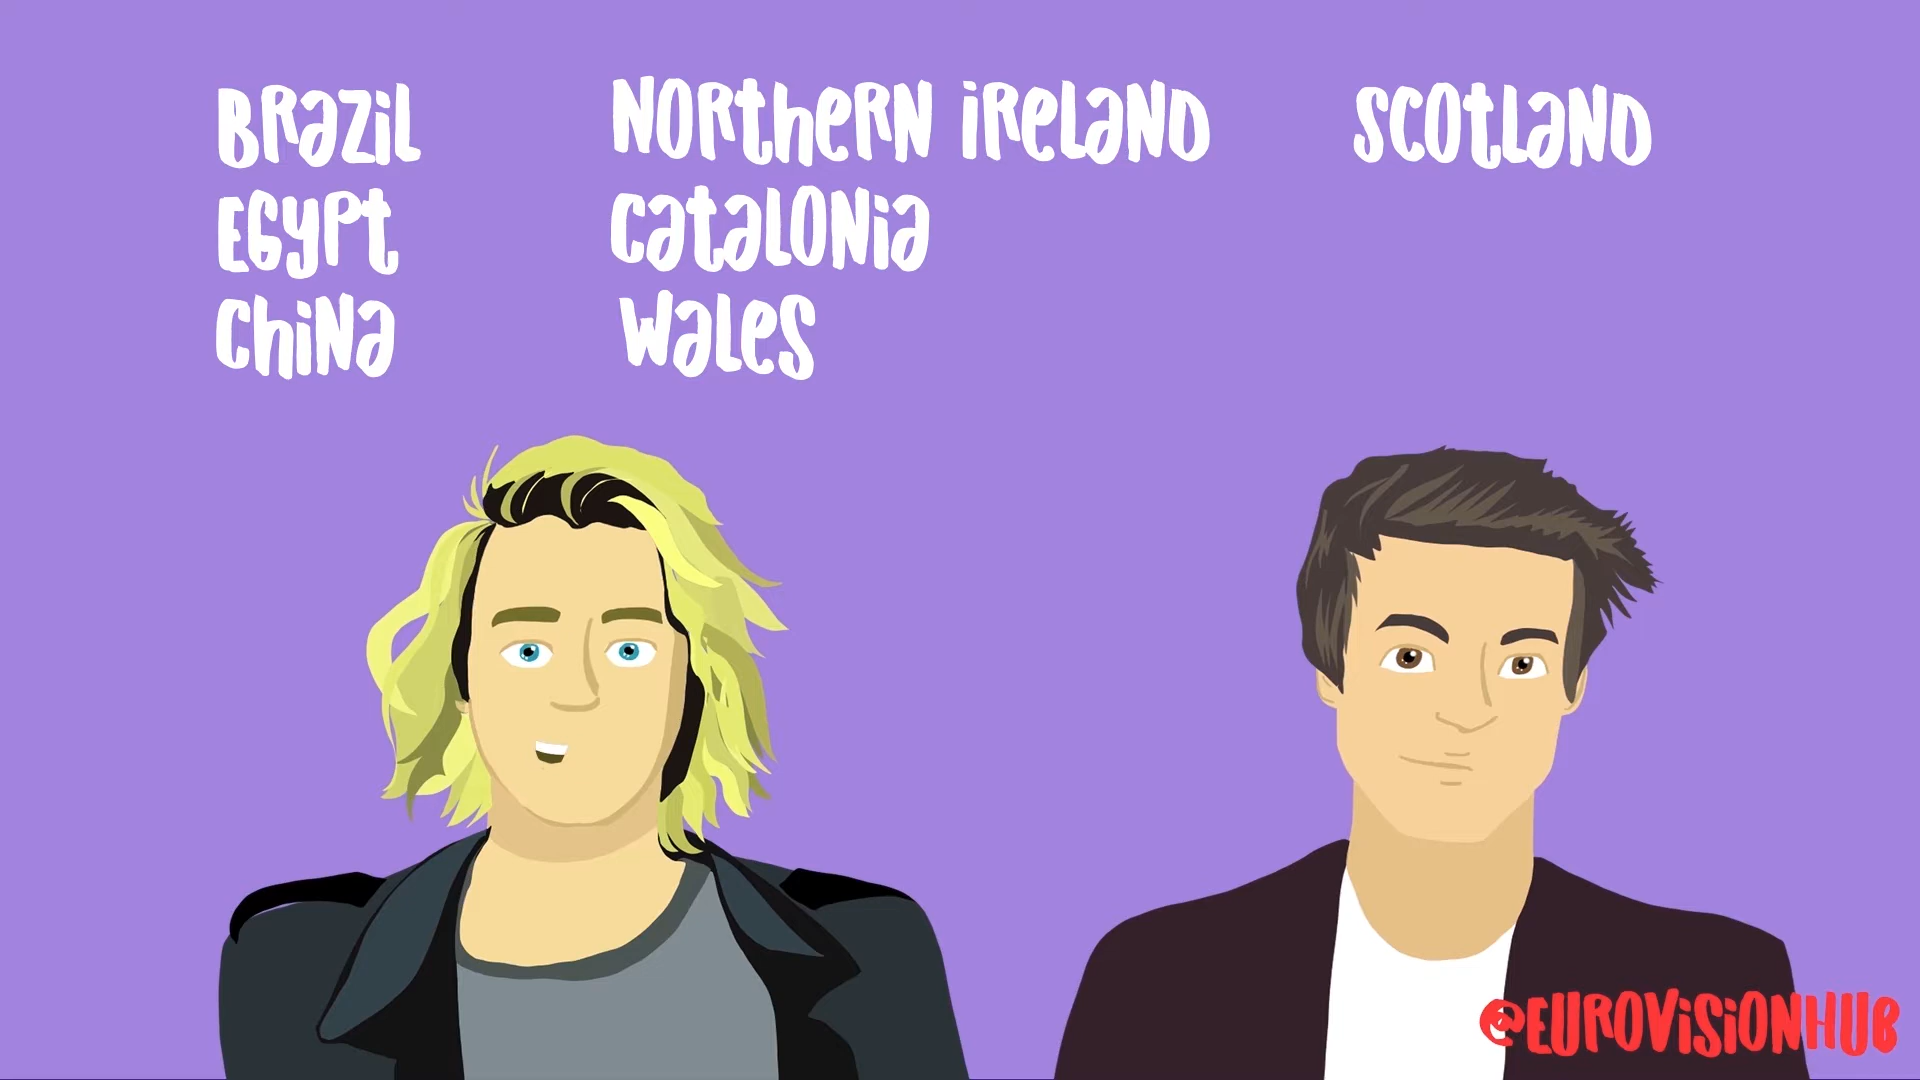 Brazil
Egypt
China
Northern Ireland
Catalonia
Wales
Scotland
@EUROVISIONHUB